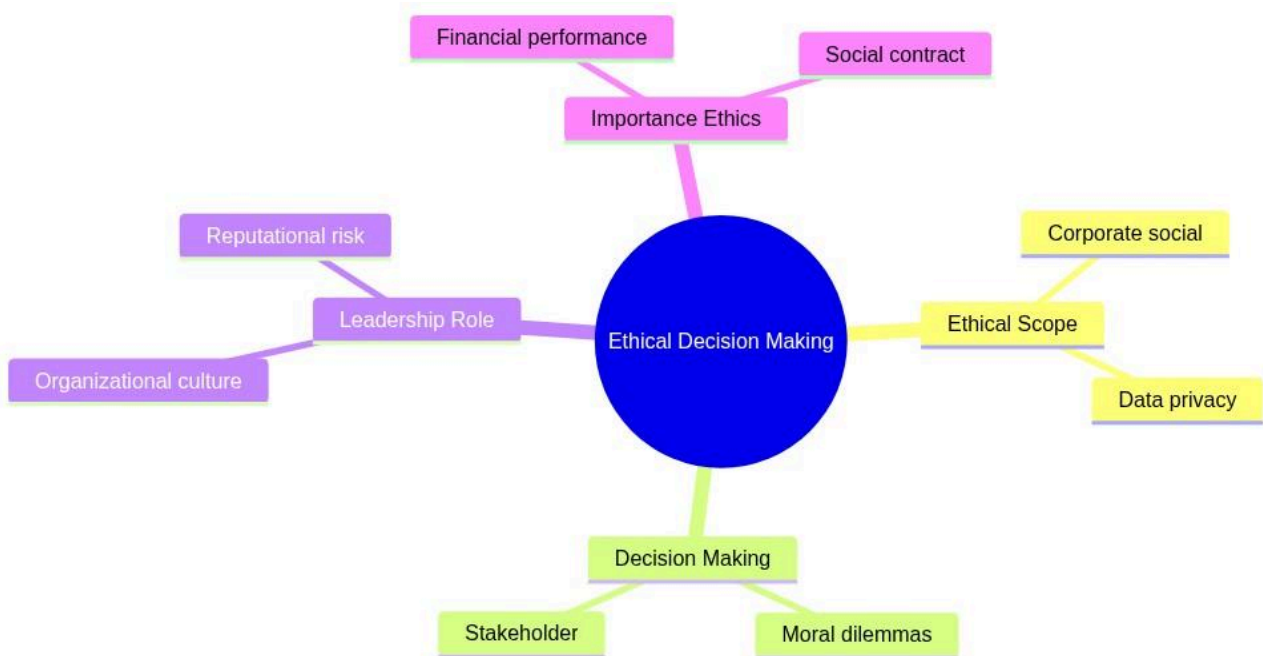 Financial performance
Social contract
Importance Ethics
Reputational risk
Corporate social
Leadership Role
Ethical Decision Making
Ethical Scope
Organizational culture
Data privacy
Decision Making
Stakeholder
Moral dilemmas